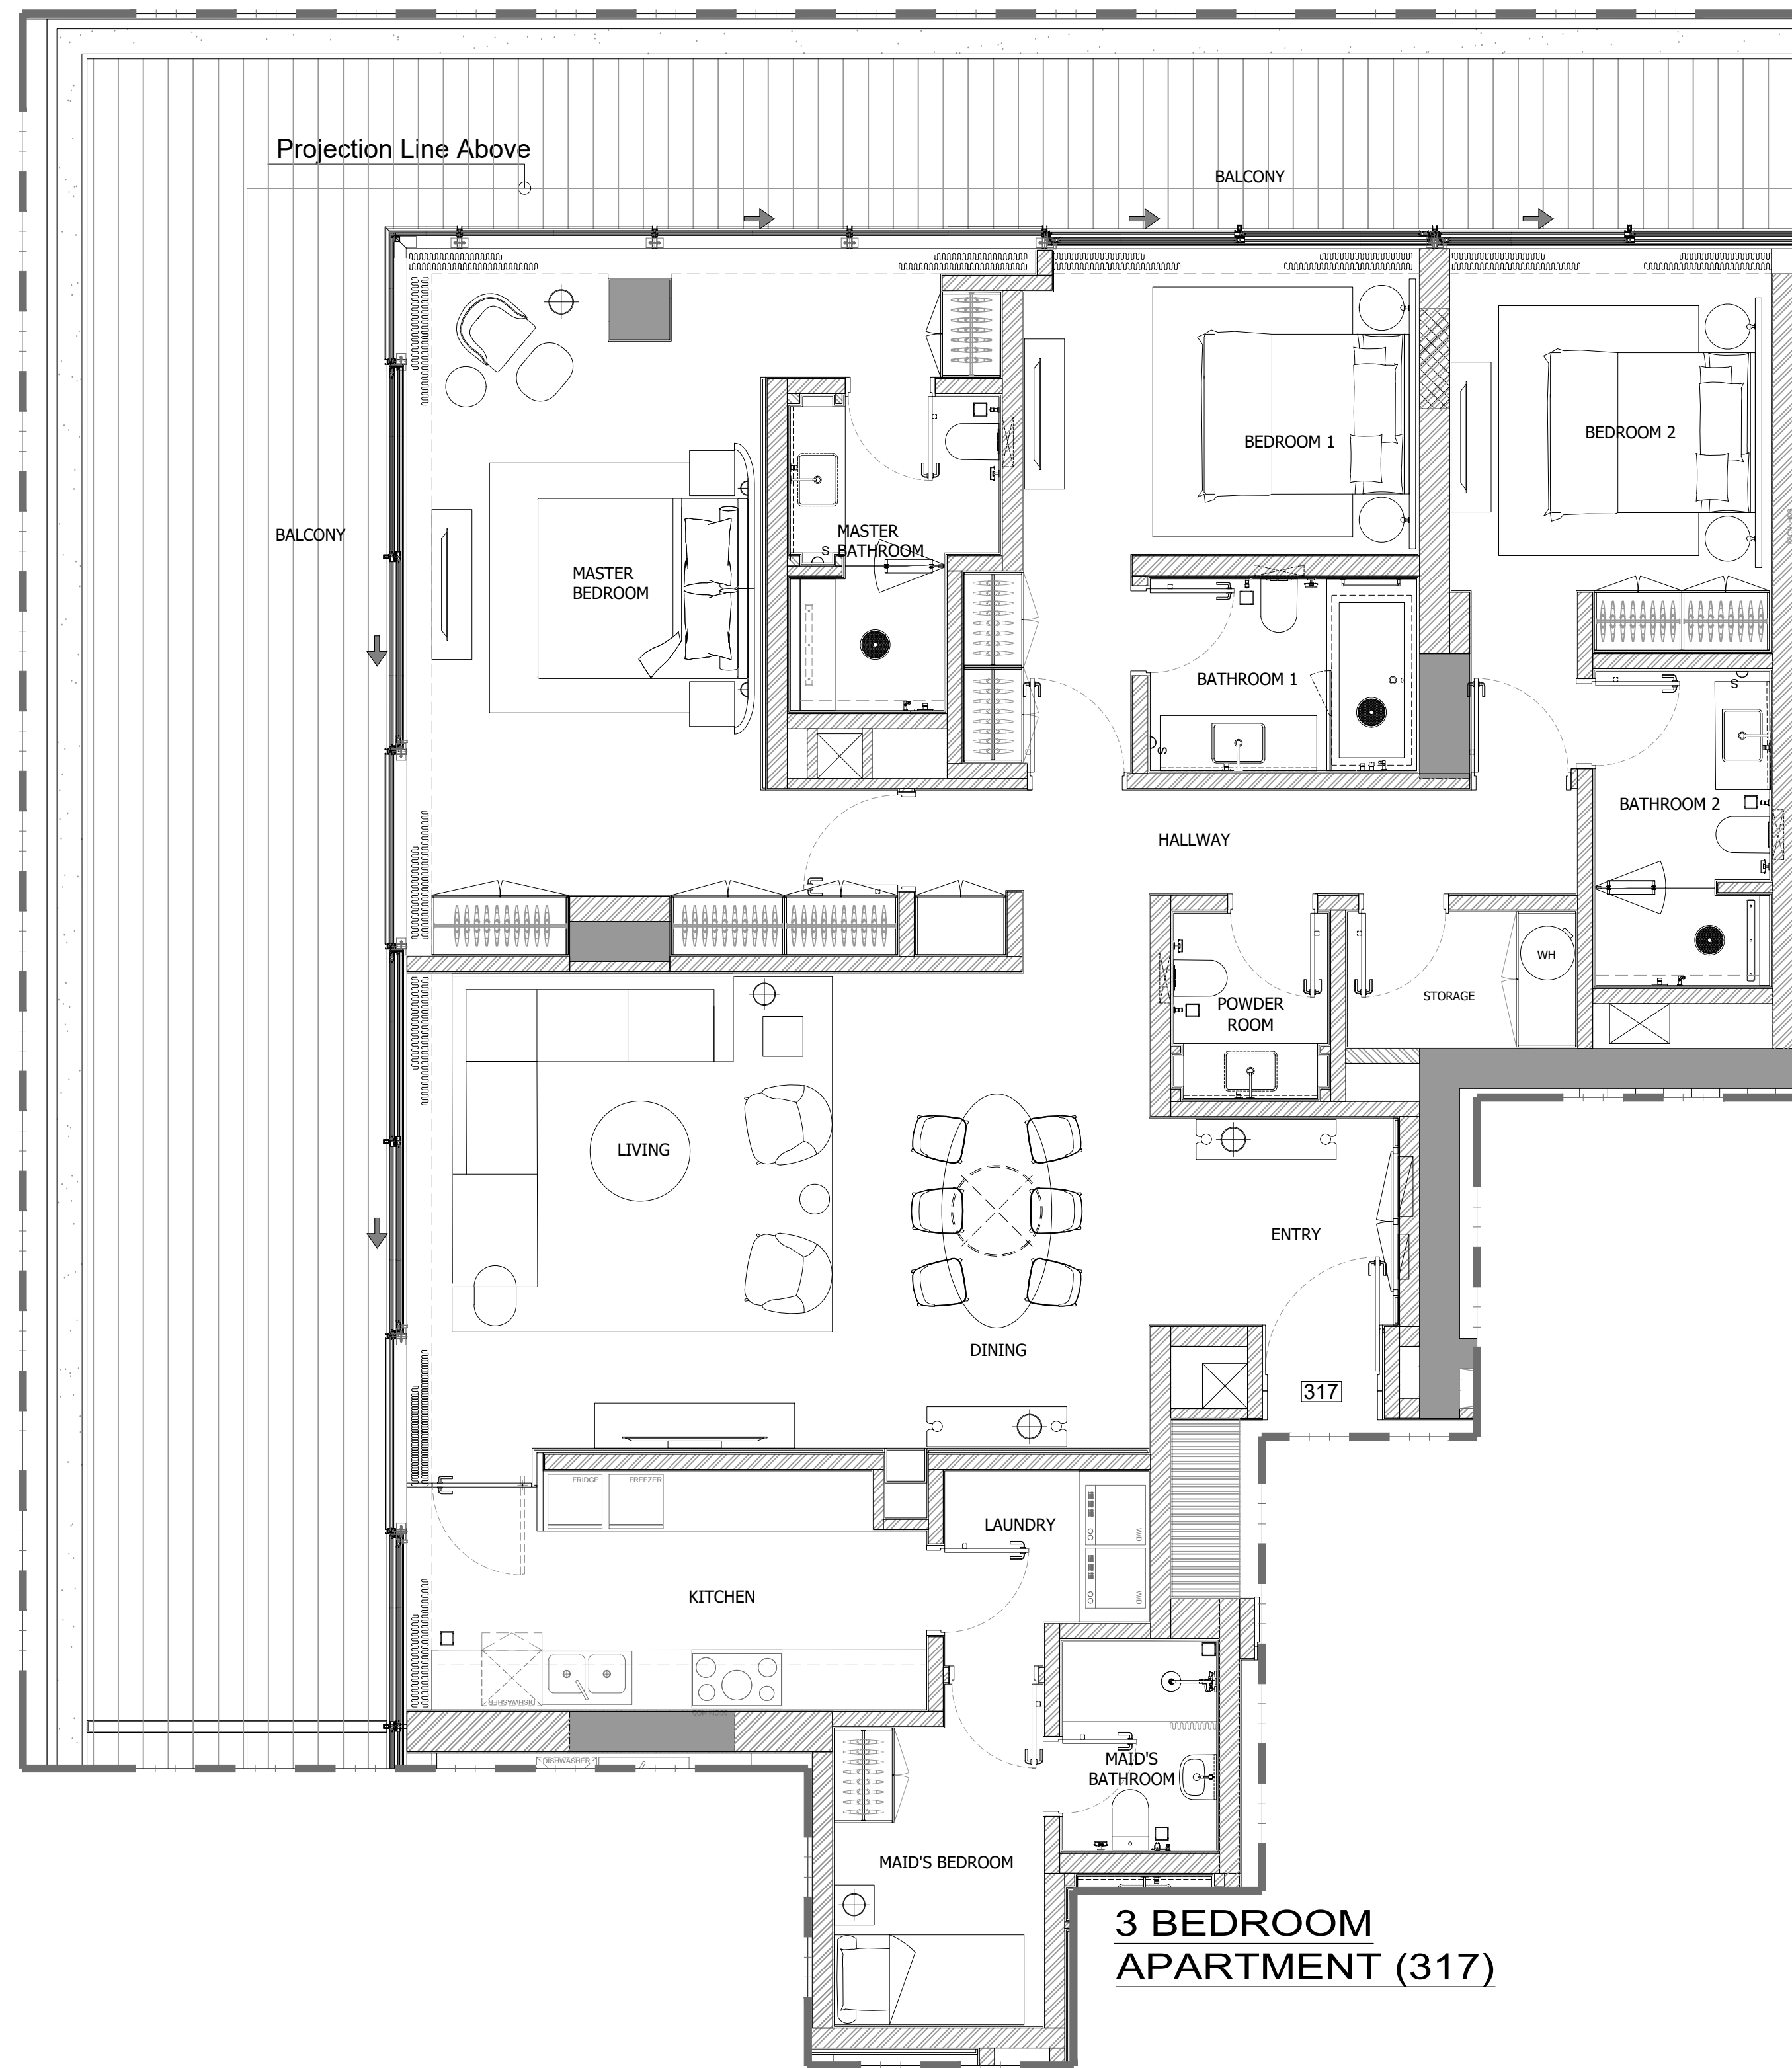 Projection Line Above
BALCONY
BALCONY
MASTER
BEDROOM
MASTER
BATHROOM
S
BEDROOM 1
BEDROOM 2
BATHROOM 1
S
S
BATHROOM 2
HALLWAY
POWDER
ROOM
STORAGE
WH
LIVING
DINING
ENTRY
317
FRIDGE
FREEZER
LAUNDRY
W/D
W/D
KITCHEN
DISHWASHER
DISHWASHER
MAID'S
BATHROOM
MAID'S BEDROOM
3 BEDROOM
APARTMENT (317)